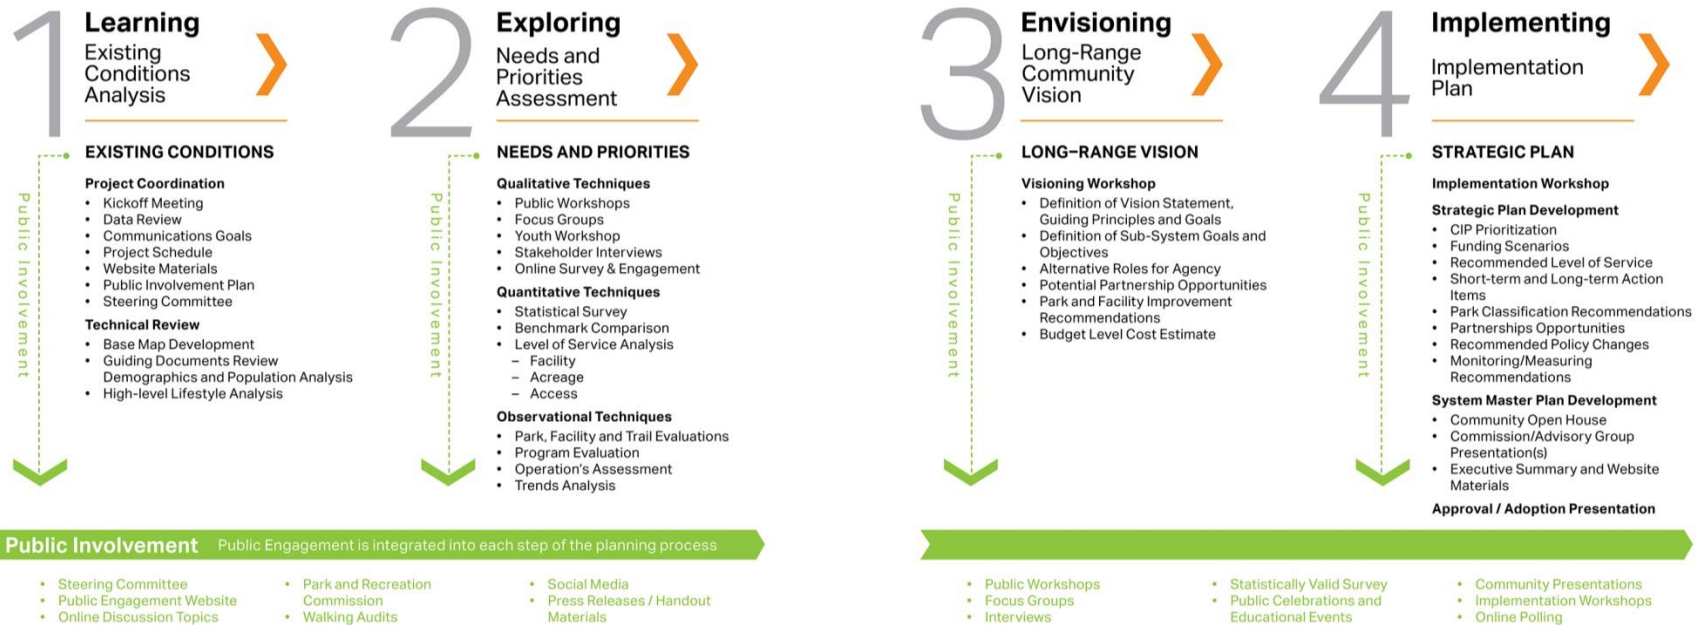 1
Learning
Existing
Conditions
Analysis
EXISTING CONDITIONS
Public Involvement
Project Coordination
• Kickoff Meeting
• Data Review
• Communications Goals
• Project Schedule
• Website Materials
• Public Involvement Plan
• Steering Committee
Technical Review
• Base Map Development
• Guiding Documents Review
Demographics and Population Analysis
• High-level Lifestyle Analysis
2
Exploring
Needs and
Priorities
Assessment
NEEDS AND PRIORITIES
Public Involvement
Qualitative Techniques
• Public Workshops
• Focus Groups
• Youth Workshop
• Stakeholder Interviews
• Online Survey & Engagement
Quantitative Techniques
• Statistical Survey
• Benchmark Comparison
• Level of Service Analysis
– Facility
– Acreage
– Access
Observational Techniques
• Park, Facility and Trail Evaluations
• Program Evaluation
• Operation's Assessment
• Trends Analysis
3
Envisioning
Long-Range
Community
Vision
LONG–RANGE VISION
Public Involvement
Visioning Workshop
• Definition of Vision Statement,
Guiding Principles and Goals
• Definition of Sub-System Goals and
Objectives
• Alternative Roles for Agency
• Potential Partnership Opportunities
• Park and Facility Improvement
Recommendations
• Budget Level Cost Estimate
4
Implementing
Implementation
Plan
STRATEGIC PLAN
Public Involvement
Implementation Workshop
Strategic Plan Development
• CIP Prioritization
• Funding Scenarios
• Recommended Level of Service
• Short-term and Long-term Action
Items
• Park Classification Recommendations
• Partnerships Opportunities
• Recommended Policy Changes
• Monitoring/Measuring
Recommendations
System Master Plan Development
• Community Open House
• Commission/Advisory Group
Presentation(s)
• Executive Summary and Website
Materials
Approval / Adoption Presentation
Public Involvement Public Engagement is integrated into each step of the planning process
• Steering Committee
• Public Engagement Website
• Online Discussion Topics
• Park and Recreation
Commission
• Walking Audits
• Social Media
• Press Releases / Handout
Materials
• Public Workshops
• Focus Groups
• Interviews
• Statistically Valid Survey
• Public Celebrations and
Educational Events
• Community Presentations
• Implementation Workshops
• Online Polling